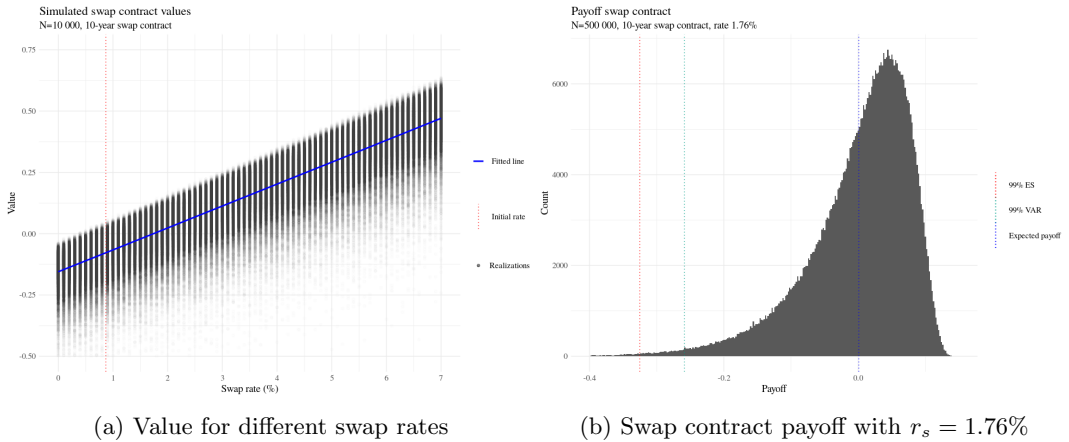 Simulated swap contract values
N=10 000, 10-year swap contract
0.75
0.50
0.25
0.00
-0.25
-0.50
Value
0 1 2 3 4 5 6 7
Swap rate (%)
Fitted line
Initial rate
Realizations
(a) Value for different swap rates
Payoff swap contract
N=500 000, 10-year swap contract, rate 1.76%
6000
4000
2000
0
Count
-0.4 -0.2 0.0
Payoff
99% ES
99% VAR
Expected payoff
(b) Swap contract payoff with r_s = 1.76%